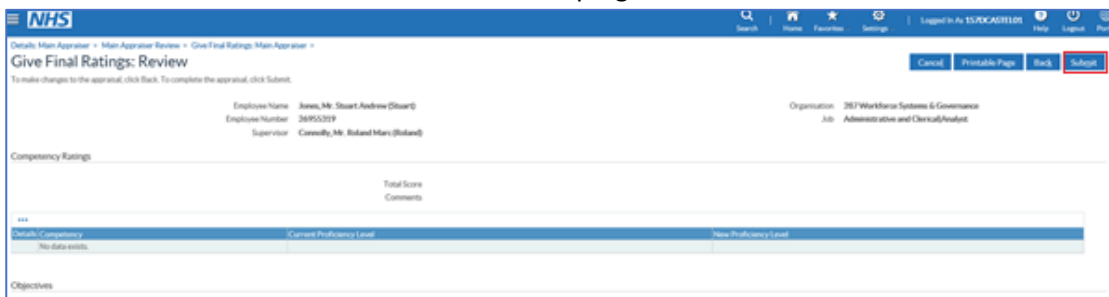 NHS
Search Home Favorites Settings Logged In As 157DCASTEL01 Help Logout
Details: Main Appraiser > Main Appraiser Review > Give Final Ratings: Main Appraiser >
Give Final Ratings: Review
Cancel Printable Page Back Submit
To make changes to the appraisal, click Back. To complete the appraisal, click Submit.
Employee Name Jones, Mr. Stuart Andrew (Stuart) Organisation 287 Workforce Systems & Governance
Employee Number 26955319 Job Administrative and Clerical|Analyst.
Supervisor Connolly, Mr. Roland Marc (Roland)
Competency Ratings
Total Score
Comments
Details Competency Current Proficiency Level New Proficiency Level
No data exists.
Objectives